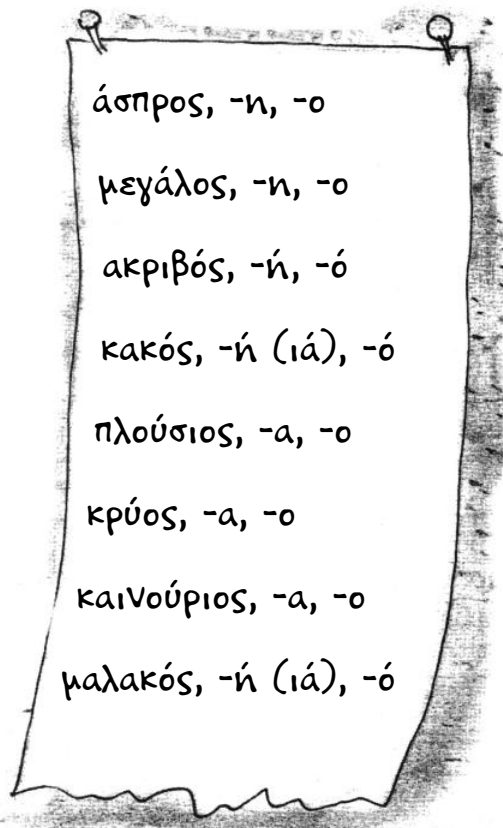 άσπρος, -η, -ο
μεγάλος, -η, -ο
ακριβός, -ή, -ό
κακός, -ή (ιά), -ό
πλούσιος, -α, -ο
κρύος, -α, -ο
καινούριος, -α, -ο
μαλακός, -ή (ιά), -ό